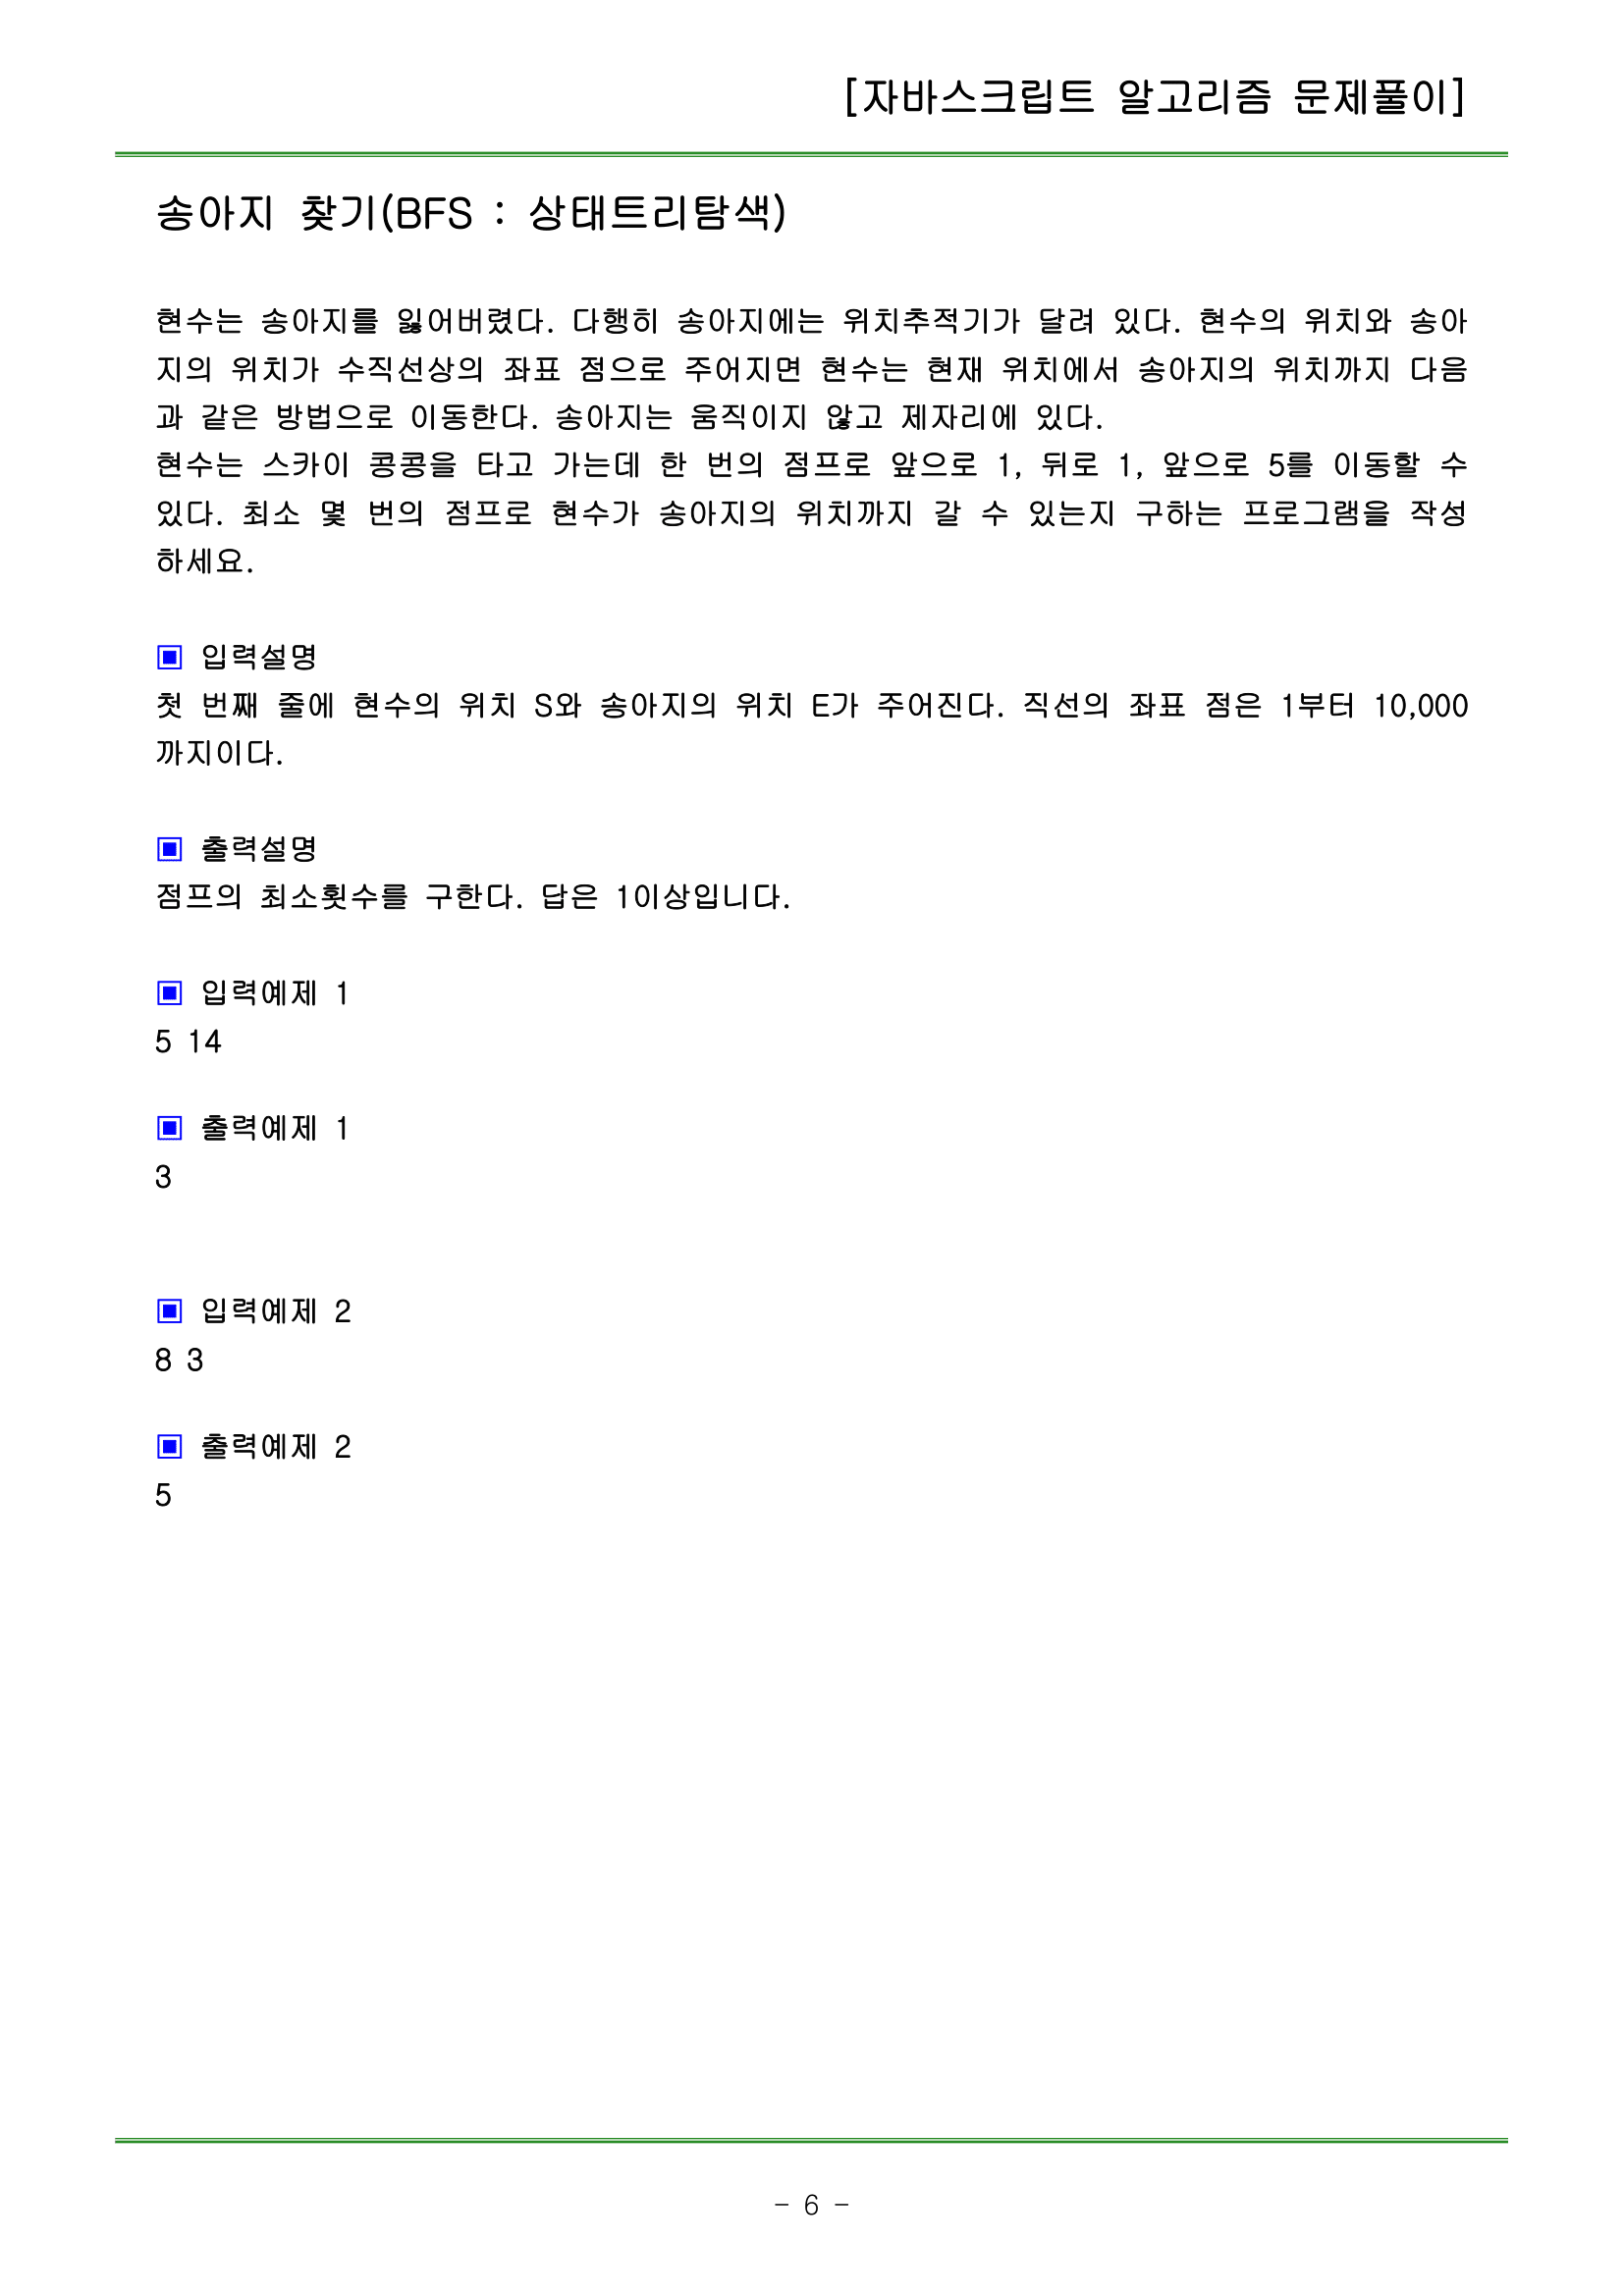 [자바스크립트 알고리즘 문제풀이]
송아지 찾기(BFS : 상태트리탐색)
현수는 송아지를 잃어버렸다. 다행히 송아지에는 위치추적기가 달려 있다. 현수의 위치와 송아
지의 위치가 수직선상의 좌표 점으로 주어지면 현수는 현재 위치에서 송아지의 위치까지 다음
과 같은 방법으로 이동한다. 송아지는 움직이지 않고 제자리에 있다.
현수는 스카이 콩콩을 타고 가는데 한 번의 점프로 앞으로 1, 뒤로 1, 앞으로 5를 이동할 수
있다. 최소 몇 번의 점프로 현수가 송아지의 위치까지 갈 수 있는지 구하는 프로그램을 작성
하세요.
▣ 입력설명
첫 번째 줄에 현수의 위치 S와 송아지의 위치 E가 주어진다. 직선의 좌표 점은 1부터 10,000
까지이다.
▣ 출력설명
점프의 최소횟수를 구한다. 답은 1이상입니다.
▣ 입력예제 1
5 14
▣ 출력예제 1
3
▣ 입력예제 2
8 3
▣ 출력예제 2
5
- 6 -